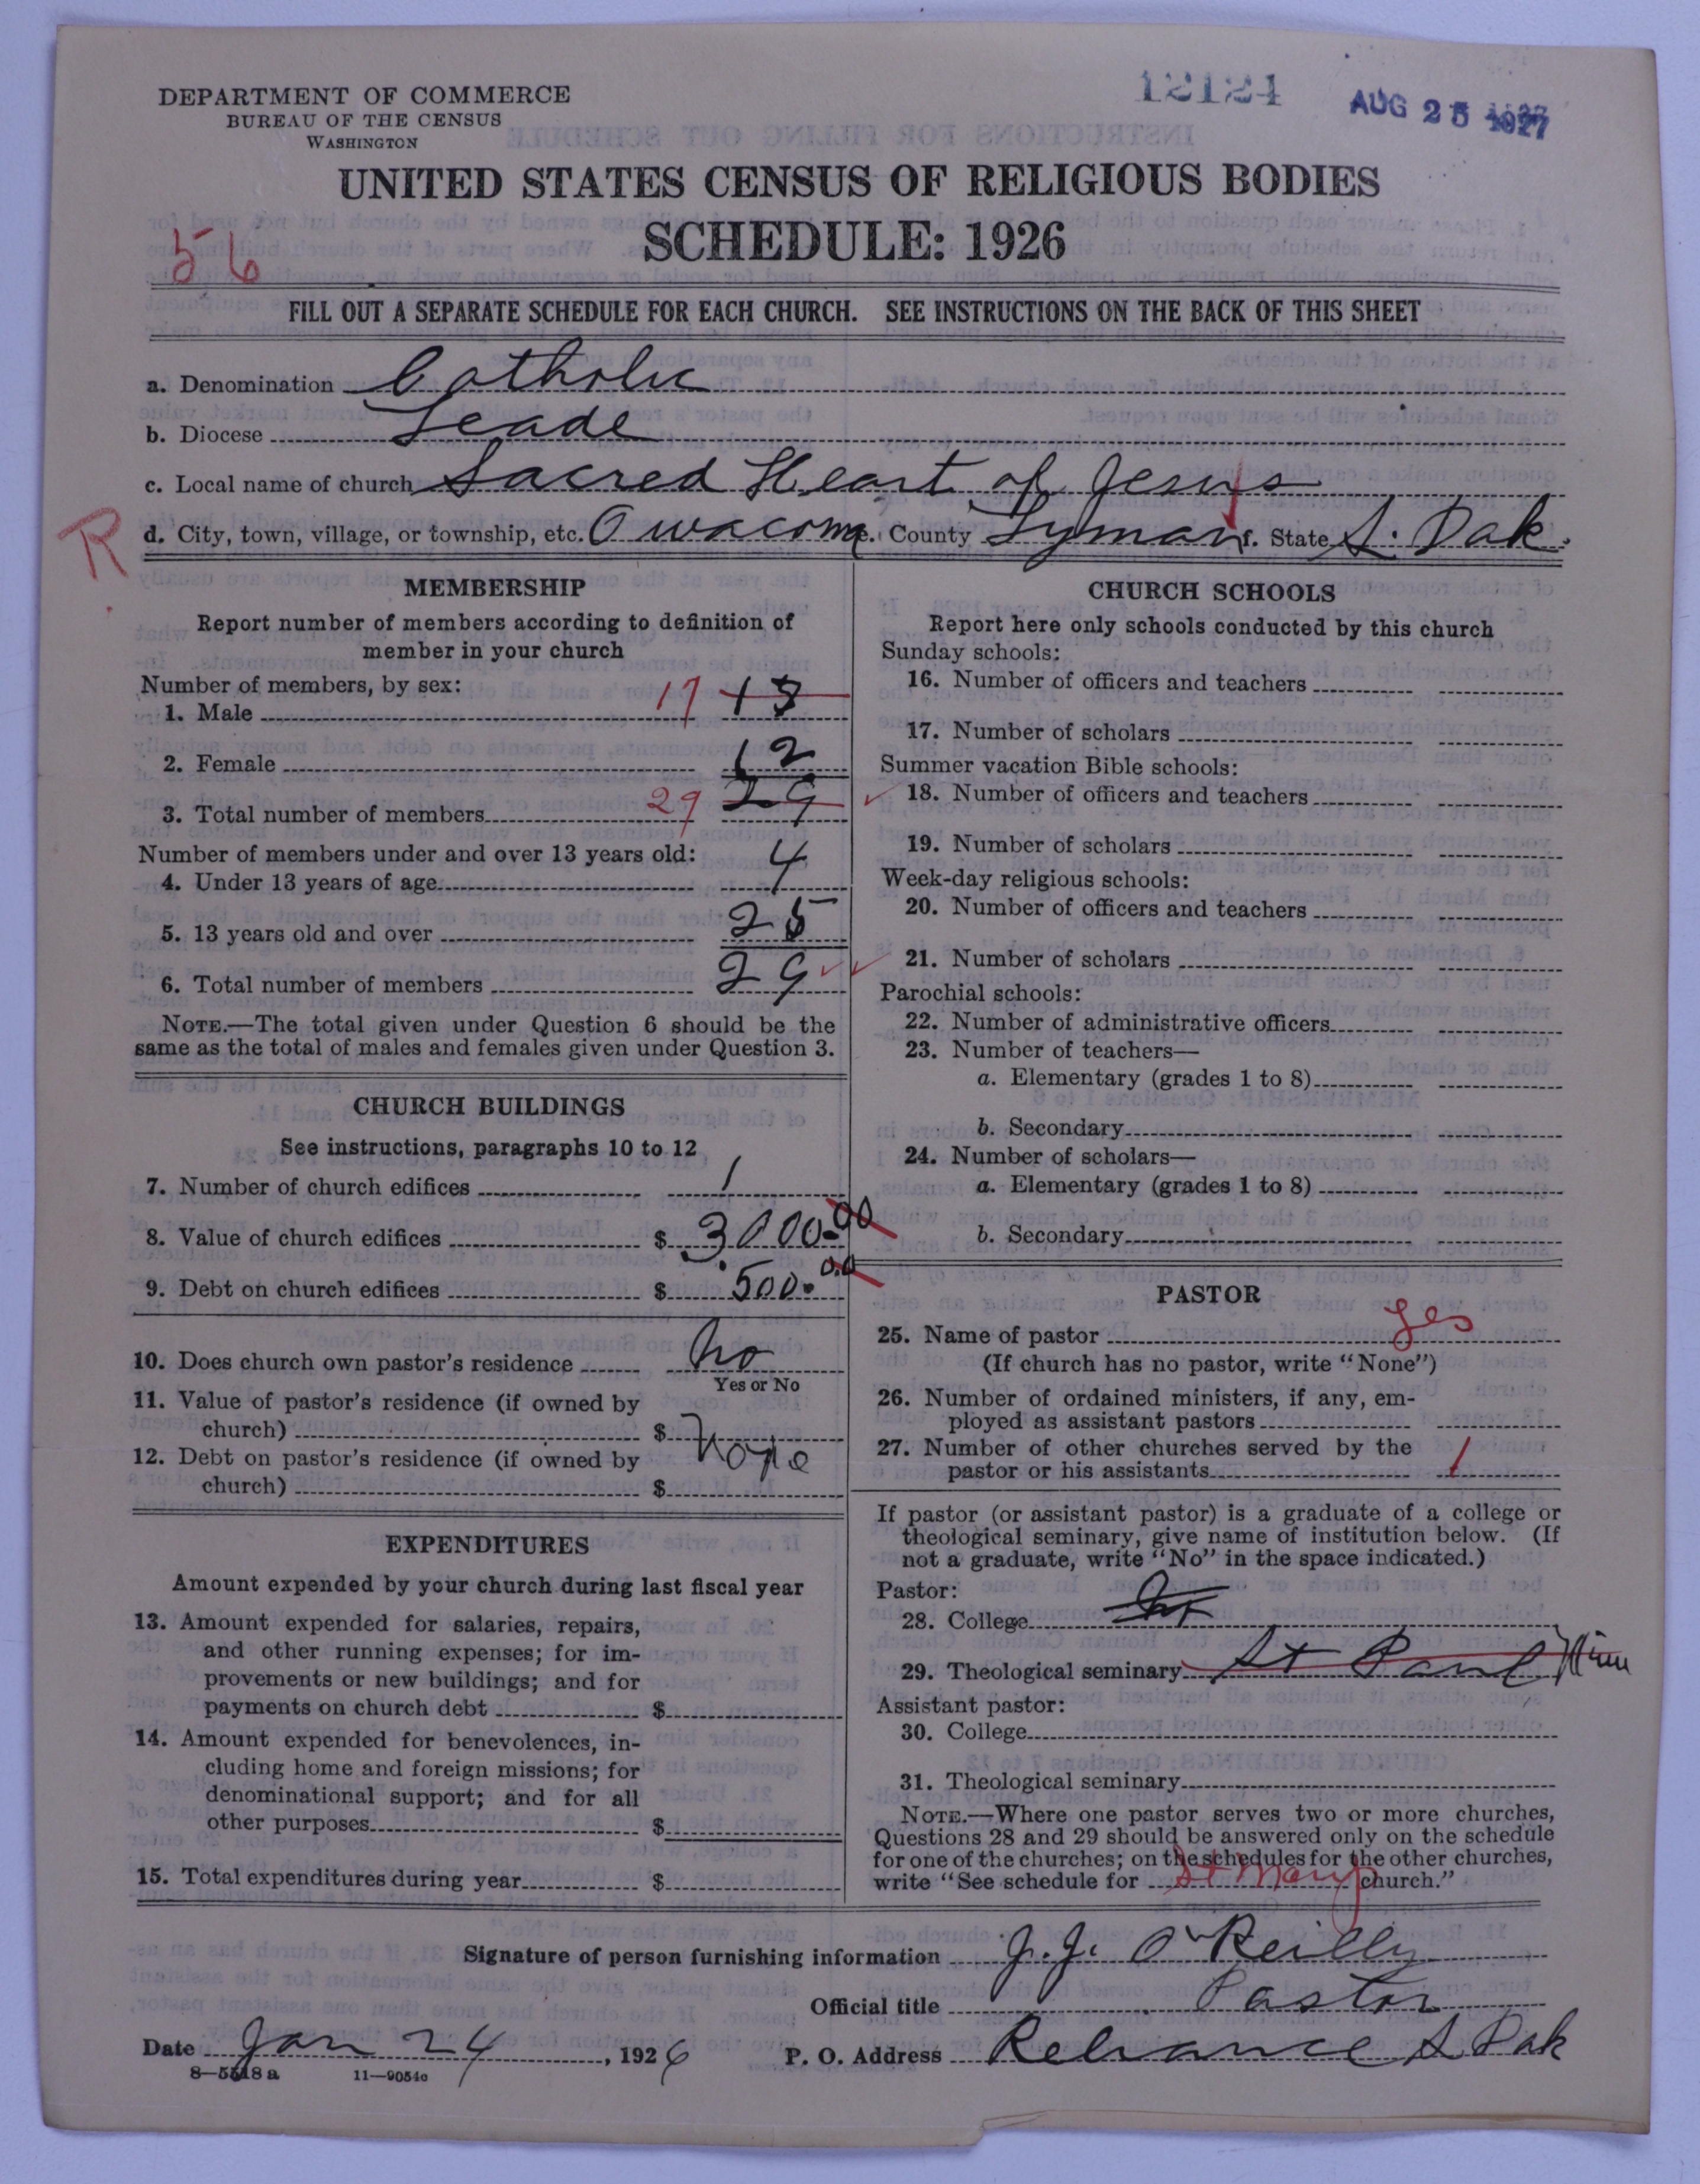 12124
AUG 25 1927
DEPARTMENT OF COMMERCE
BUREAU OF THE CENSUS
WASHINGTON
UNITED STATES CENSUS OF RELIGIOUS BODIES
SCHEDULE: 1926
56
FILL OUT A SEPARATE SCHEDULE FOR EACH CHURCH. SEE INSTRUCTIONS ON THE BACK OF THIS SHEET
a. Denomination Catholic
b. Diocese Leade
c. Local name of church Sacred Heart of Jesus
R
d. City, town, village, or township, etc. Owacoma e. County Lyman f. State S. Dak.
MEMBERSHIP
Report number of members according to definition of
member in your church
Number of members, by sex:
1. Male 17 13
2. Female 12
3. Total number of members 29 29
Number of members under and over 13 years old:
4. Under 13 years of age 4
5. 13 years old and over 25
6. Total number of members 29
NOTE.—The total given under Question 6 should be the
same as the total of males and females given under Question 3.
CHURCH BUILDINGS
See instructions, paragraphs 10 to 12
7. Number of church edifices 1
8. Value of church edifices $ 3000.00
9. Debt on church edifices $ 500.00
10. Does church own pastor's residence No
Yes or No
11. Value of pastor's residence (if owned by
church) $
12. Debt on pastor's residence (if owned by None
church) $
EXPENDITURES
Amount expended by your church during last fiscal year
13. Amount expended for salaries, repairs,
and other running expenses; for im-
provements or new buildings; and for
payments on church debt $
14. Amount expended for benevolences, in-
cluding home and foreign missions; for
denominational support; and for all
other purposes $
15. Total expenditures during year $
CHURCH SCHOOLS
Report here only schools conducted by this church
Sunday schools:
16. Number of officers and teachers
17. Number of scholars
Summer vacation Bible schools:
18. Number of officers and teachers
19. Number of scholars
Week-day religious schools:
20. Number of officers and teachers
21. Number of scholars
Parochial schools:
22. Number of administrative officers
23. Number of teachers—
a. Elementary (grades 1 to 8)
b. Secondary
24. Number of scholars—
a. Elementary (grades 1 to 8)
b. Secondary
PASTOR
25. Name of pastor yes
(If church has no pastor, write "None")
26. Number of ordained ministers, if any, em-
ployed as assistant pastors
27. Number of other churches served by the
pastor or his assistants 1
If pastor (or assistant pastor) is a graduate of a college or
theological seminary, give name of institution below. (If
not a graduate, write "No" in the space indicated.)
Pastor:
28. College
29. Theological seminary St Paul Minn
Assistant pastor:
30. College
31. Theological seminary
NOTE.—Where one pastor serves two or more churches,
Questions 28 and 29 should be answered only on the schedule
for one of the churches; on the schedules for the other churches,
write "See schedule for St Mary church."
Signature of person furnishing information J. J. O'Reilly
Official title Pastor
Date Jan 24, 1926 P. O. Address Reliance S Dak
8—5518 a 11—9054c